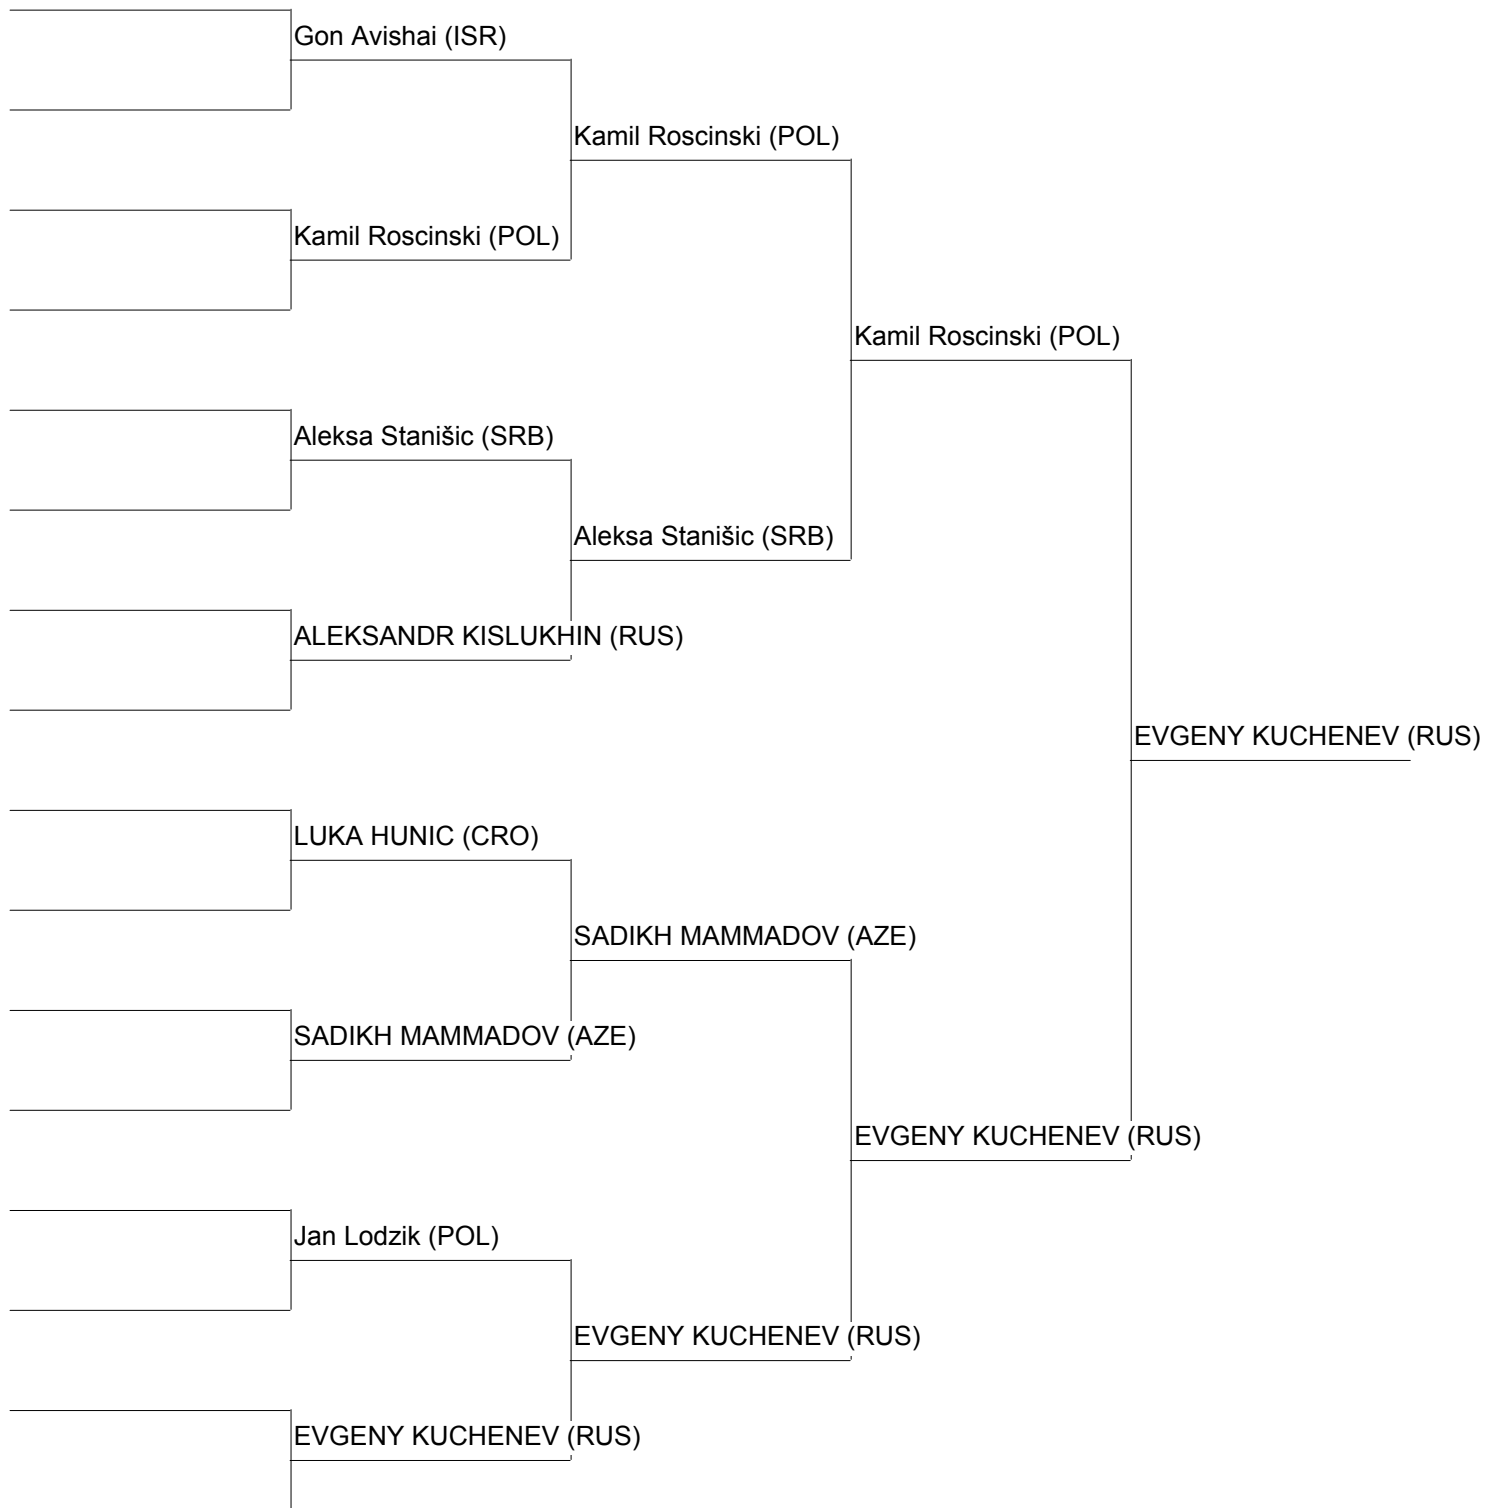 Gon Avishai (ISR)
Kamil Roscinski (POL)
Kamil Roscinski (POL)
Kamil Roscinski (POL)
Aleksa Stanišic (SRB)
Aleksa Stanišic (SRB)
ALEKSANDR KISLUKHIN (RUS)
EVGENY KUCHENEV (RUS)
LUKA HUNIC (CRO)
SADIKH MAMMADOV (AZE)
SADIKH MAMMADOV (AZE)
EVGENY KUCHENEV (RUS)
Jan Lodzik (POL)
EVGENY KUCHENEV (RUS)
EVGENY KUCHENEV (RUS)